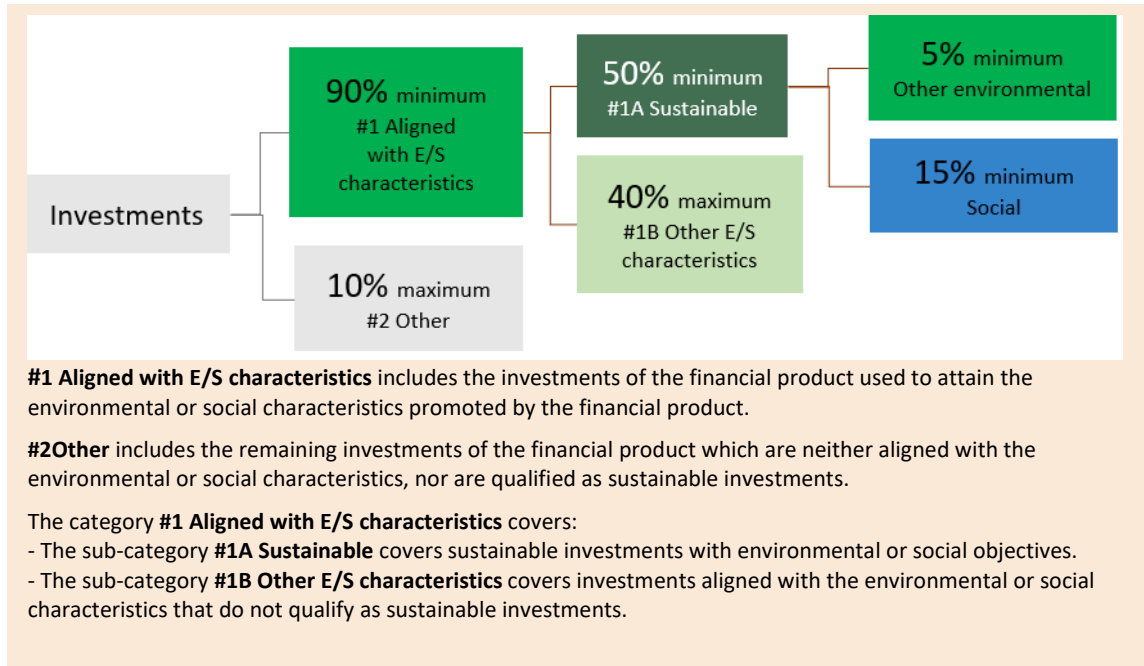 Investments
90% minimum
#1 Aligned
with E/S
characteristics
10% maximum
#2 Other
50% minimum
#1A Sustainable
40% maximum
#1B Other E/S
characteristics
5% minimum
Other environmental
15% minimum
Social
#1 Aligned with E/S characteristics includes the investments of the financial product used to attain the
environmental or social characteristics promoted by the financial product.
#2Other includes the remaining investments of the financial product which are neither aligned with the
environmental or social characteristics, nor are qualified as sustainable investments.
The category #1 Aligned with E/S characteristics covers:
- The sub-category #1A Sustainable covers sustainable investments with environmental or social objectives.
- The sub-category #1B Other E/S characteristics covers investments aligned with the environmental or social
characteristics that do not qualify as sustainable investments.